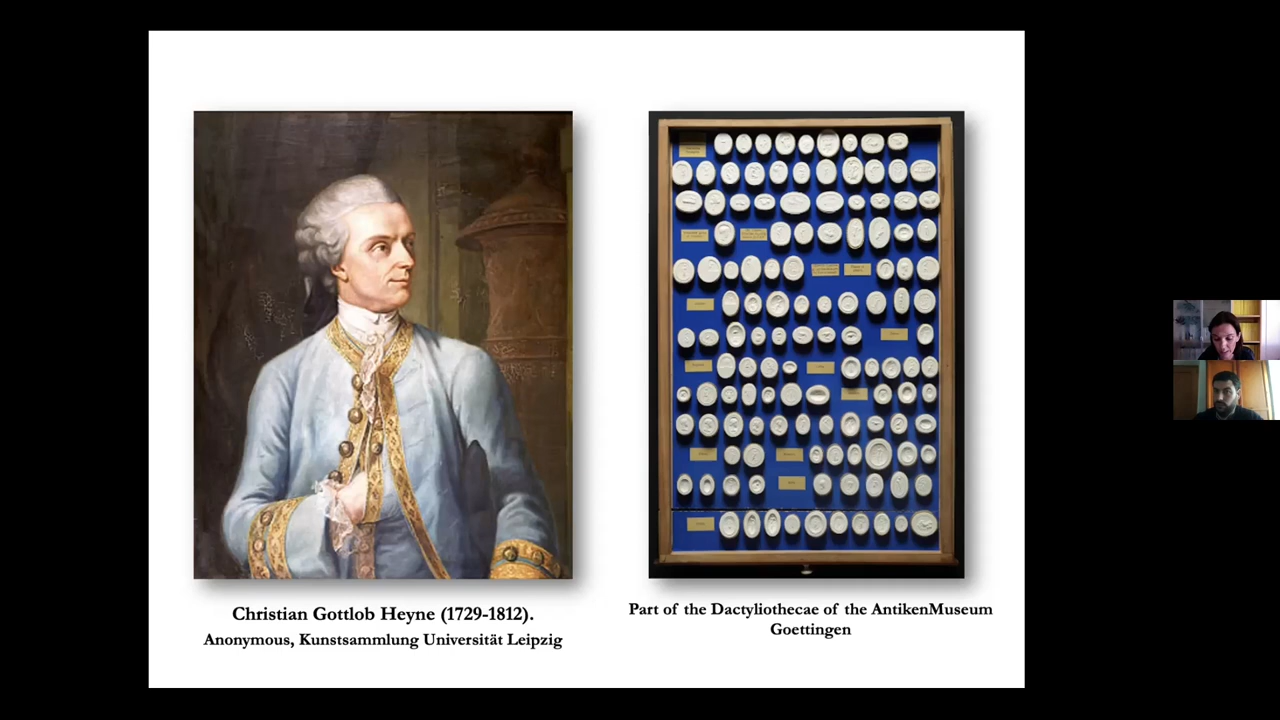 Christian Gottlob Heyne (1729-1812).
Anonymous, Kunstsammlung Universität Leipzig
Part of the Dactyliothecae of the AntikenMuseum
Goettingen